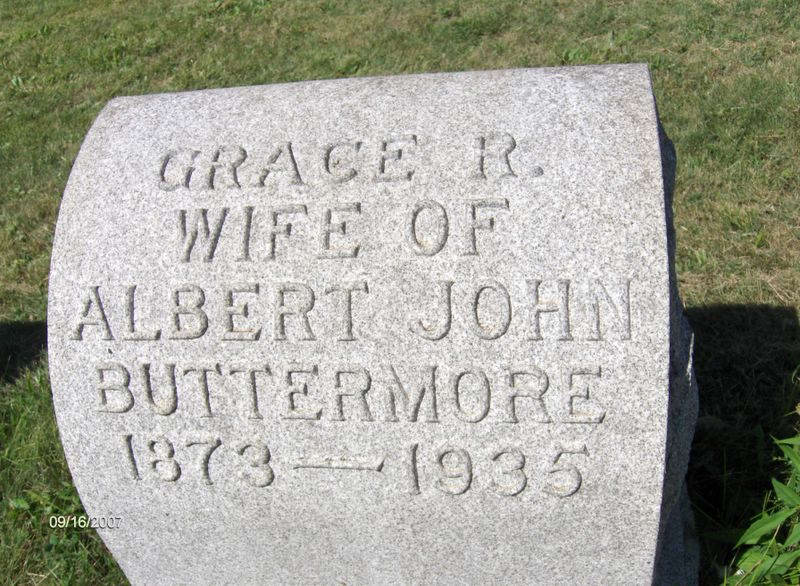 GRACE R.
WIFE OF
ALBERT JOHN
BUTTERMORE
1873 — 1935
09/16/2007